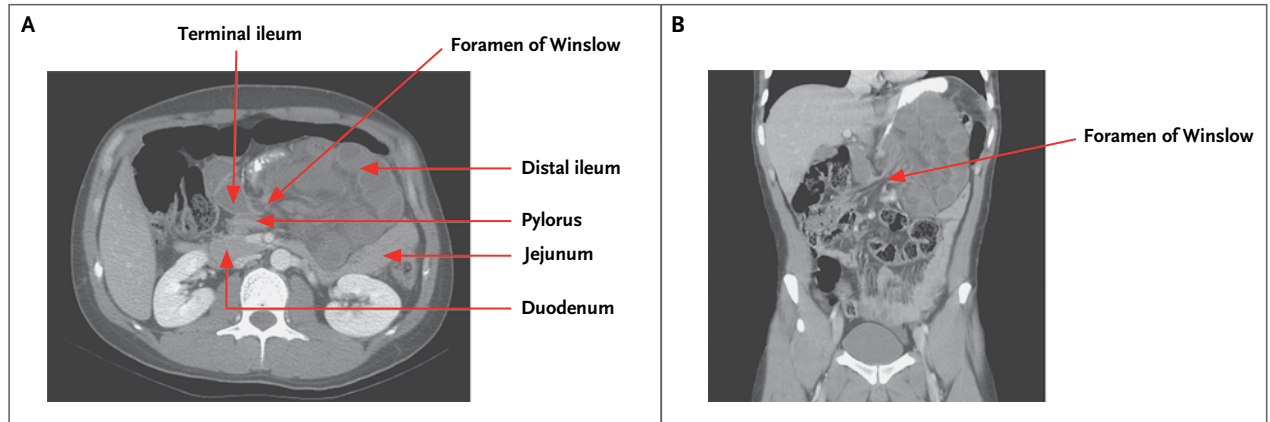 A
Terminal ileum
Foramen of Winslow
Distal ileum
Pylorus
Jejunum
Duodenum
B
Foramen of Winslow